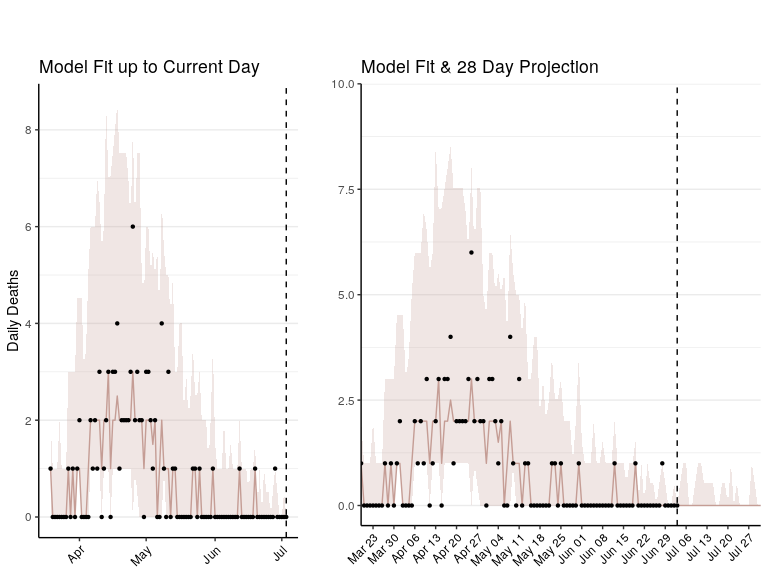 Model Fit up to Current Day
Daily Deaths
8
6
4
2
0
Apr
May
Jun
Jul
Model Fit & 28 Day Projection
10.0
7.5
5.0
2.5
0.0
Mar 23
Mar 30
Apr 06
Apr 13
Apr 20
Apr 27
May 04
May 11
May 18
May 25
Jun 01
Jun 08
Jun 15
Jun 22
Jun 29
Jul 06
Jul 13
Jul 20
Jul 27